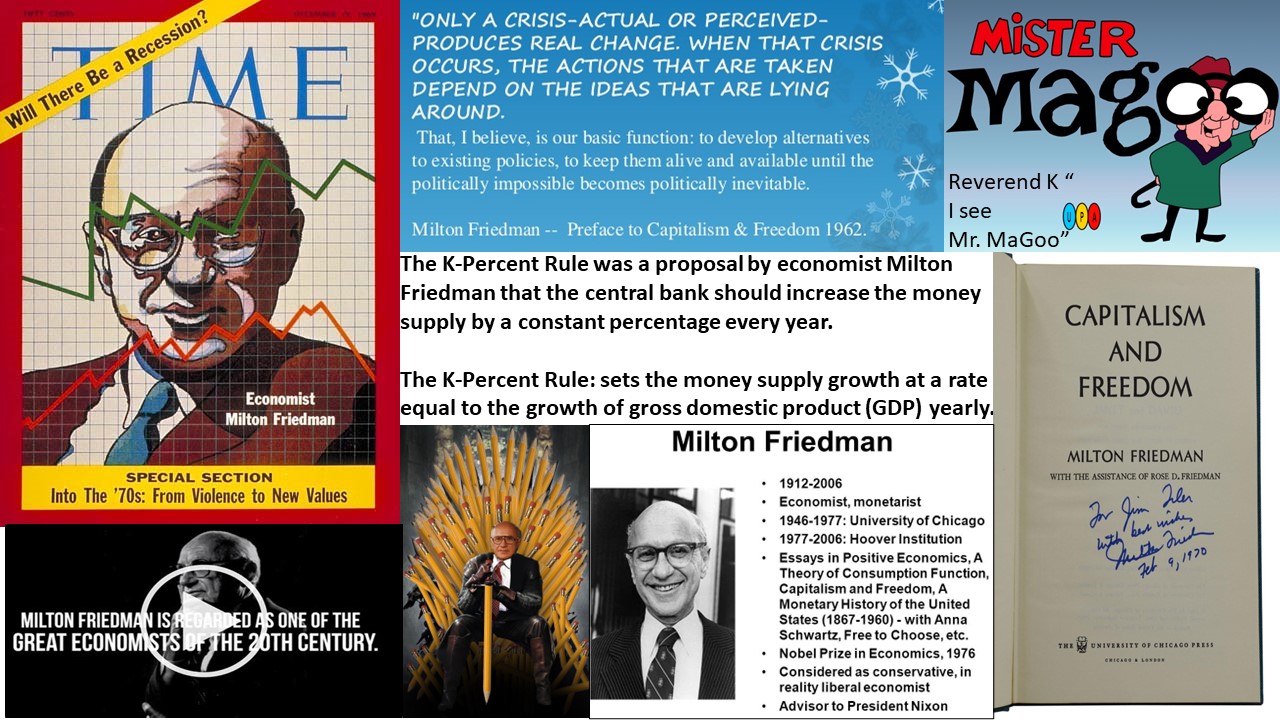 FIFTY CENTS DECEMBER 19, 1969
Will There Be a Recession?
TIME
Economist
Milton Friedman
SPECIAL SECTION
Into The '70s: From Violence to New Values
"ONLY A CRISIS-ACTUAL OR PERCEIVED-
PRODUCES REAL CHANGE. WHEN THAT CRISIS
OCCURS, THE ACTIONS THAT ARE TAKEN
DEPEND ON THE IDEAS THAT ARE LYING
AROUND.
That, I believe, is our basic function: to develop alternatives
to existing policies, to keep them alive and available until the
politically impossible becomes politically inevitable.
Milton Friedman -- Preface to Capitalism & Freedom 1962.
MiSTER
Magoo
Reverend K “
I see
Mr. MaGoo”
UPA
The K-Percent Rule was a proposal by economist Milton
Friedman that the central bank should increase the money
supply by a constant percentage every year.
The K-Percent Rule: sets the money supply growth at a rate
equal to the growth of gross domestic product (GDP) yearly.
MILTON FRIEDMAN IS REGARDED AS ONE OF THE
GREAT ECONOMISTS OF THE 20TH CENTURY.
Milton Friedman
• 1912-2006
• Economist, monetarist
• 1946-1977: University of Chicago
• 1977-2006: Hoover Institution
• Essays in Positive Economics, A
Theory of Consumption Function,
Capitalism and Freedom, A
Monetary History of the United
States (1867-1960) - with Anna
Schwartz, Free to Choose, etc.
• Nobel Prize in Economics, 1976
• Considered as conservative, in
reality liberal economist
• Advisor to President Nixon
CAPITALISM
AND
FREEDOM
MILTON FRIEDMAN
WITH THE ASSISTANCE OF ROSE D. FRIEDMAN
For Jim
with best wishes
Milton Friedman
Feb 9, 1970
THE UNIVERSITY OF CHICAGO PRESS
CHICAGO & LONDON